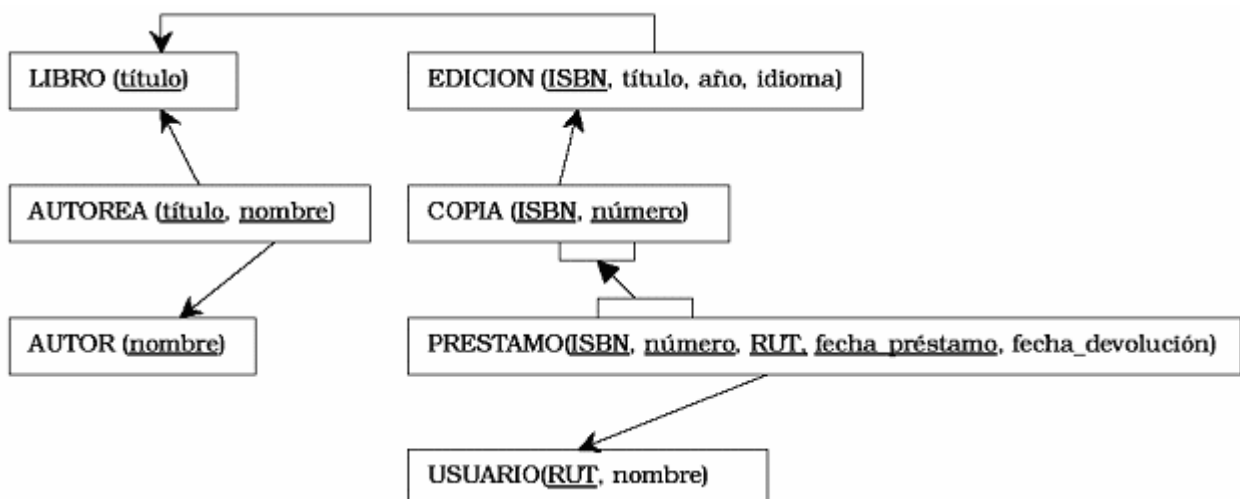 LIBRO (título)
EDICION (ISBN, título, año, idioma)
AUTOREA (título, nombre)
COPIA (ISBN, número)
AUTOR (nombre)
PRESTAMO(ISBN, número, RUT, fecha_préstamo, fecha_devolución)
USUARIO(RUT, nombre)